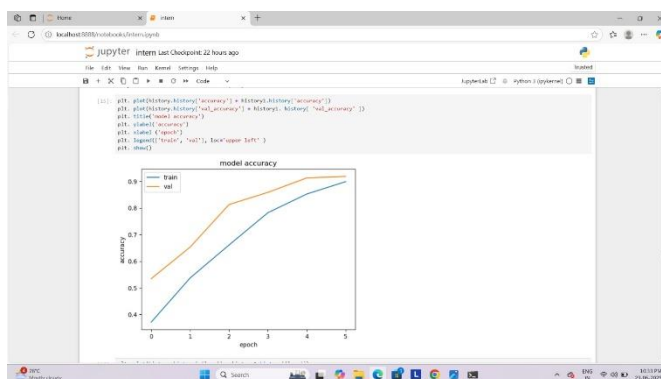 Home
intern
localhost:8888/notebooks/intern.ipynb
jupyter intern Last Checkpoint: 22 hours ago
File Edit View Run Kernel Settings Help
Trusted
Code
JupyterLab
Python 3 (ipykernel)
plt. plot(history.history['accuracy'] + history1.history['accuracy'])
plt. plot(history.history['val_accuracy'] + history1. history[ 'val_accuracy' ])
plt. title('model accuracy')
plt. ylabel('accuracy')
plt. xlabel ('epoch')
plt. legend(['train', 'val'], loc='upper left' )
plt. show()
model accuracy
train
val
0.9
0.8
0.7
0.6
0.5
0.4
accuracy
0 1 2 3 4 5
epoch
Search
ENG
IN
10:33 PM